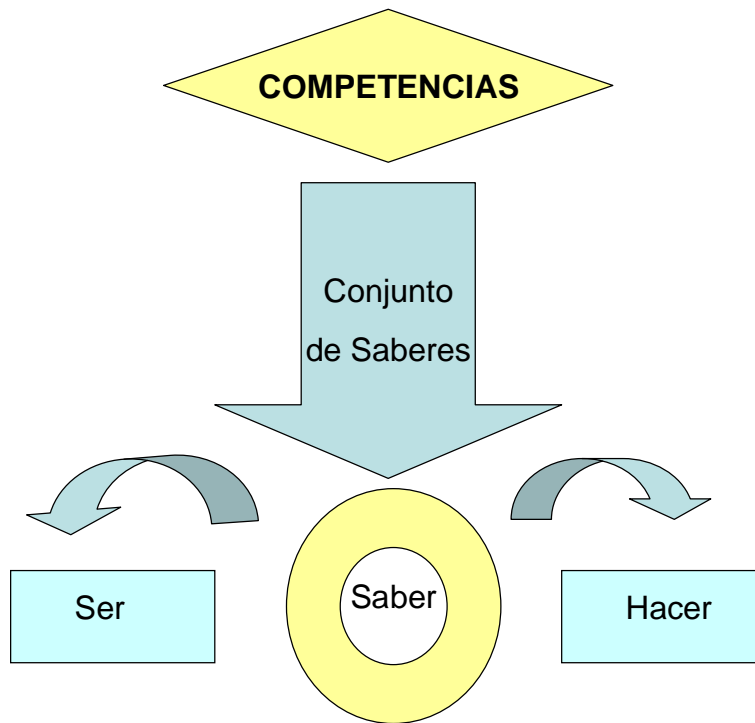 COMPETENCIAS
Conjunto
de Saberes
Ser
Saber
Hacer